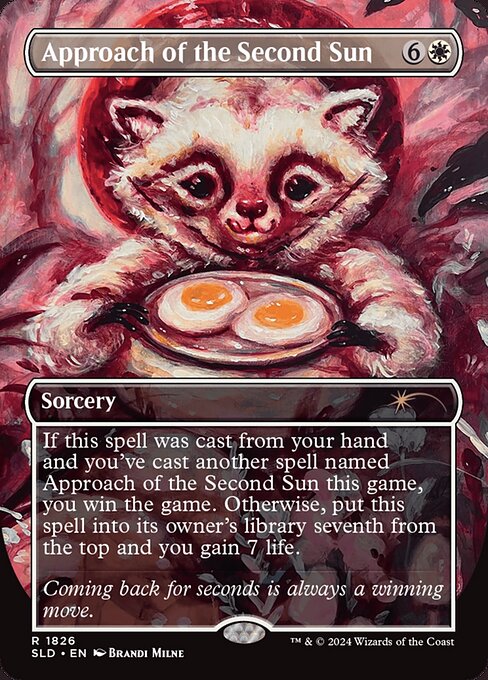 Approach of the Second Sun 6
Sorcery
If this spell was cast from your hand
and you've cast another spell named
Approach of the Second Sun this game,
you win the game. Otherwise, put this
spell into its owner's library seventh from
the top and you gain 7 life.
Coming back for seconds is always a winning
move.
R 1826
SLD • EN Brandi Milne
™ & © 2024 Wizards of the Coast